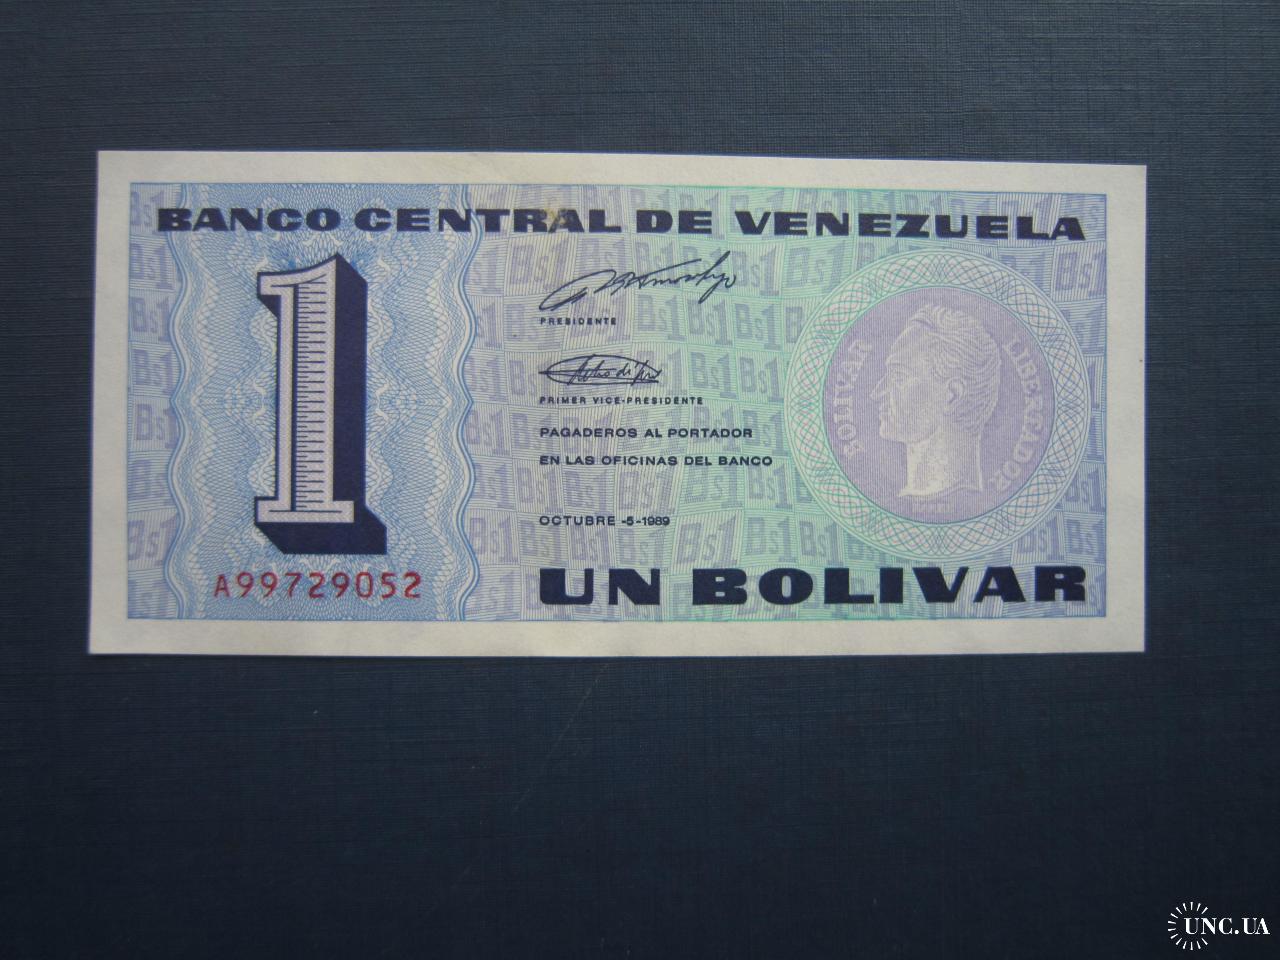 BANCO CENTRAL DE VENEZUELA
1
PRESIDENTE
PRIMER VICE-PRESIDENTE
PAGADEROS AL PORTADOR
EN LAS OFICINAS DEL BANCO
OCTUBRE -5-1989
BOLIVAR LIBERTADOR
A99729052
UN BOLIVAR
UNC.UA